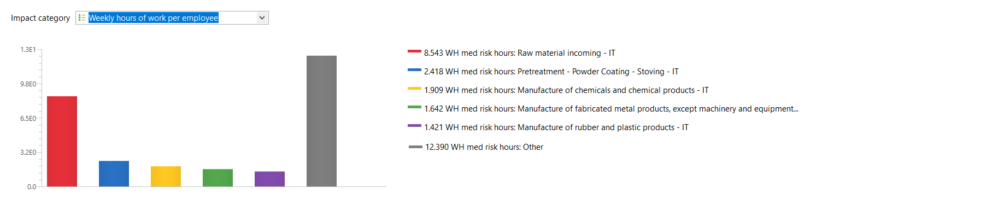 Impact category Weekly hours of work per employee
1.3E1
9.8E0
6.5E0
3.2E0
0.0
8.543 WH med risk hours: Raw material incoming - IT
2.418 WH med risk hours: Pretreatment - Powder Coating - Stoving - IT
1.909 WH med risk hours: Manufacture of chemicals and chemical products - IT
1.642 WH med risk hours: Manufacture of fabricated metal products, except machinery and equipment...
1.421 WH med risk hours: Manufacture of rubber and plastic products - IT
12.390 WH med risk hours: Other